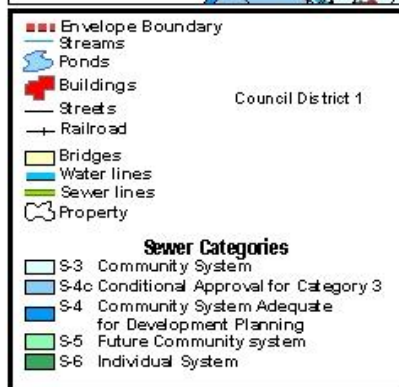 Envelope Boundary
Streams
Ponds
Buildings
Council District 1
Streets
Railroad
Bridges
Water lines
Sewer lines
Property
Sewer Categories
S-3 Community System
S-4c Conditional Approval for Category 3
S-4 Community System Adequate
for Development Planning
S-5 Future Community system
S-6 Individual System